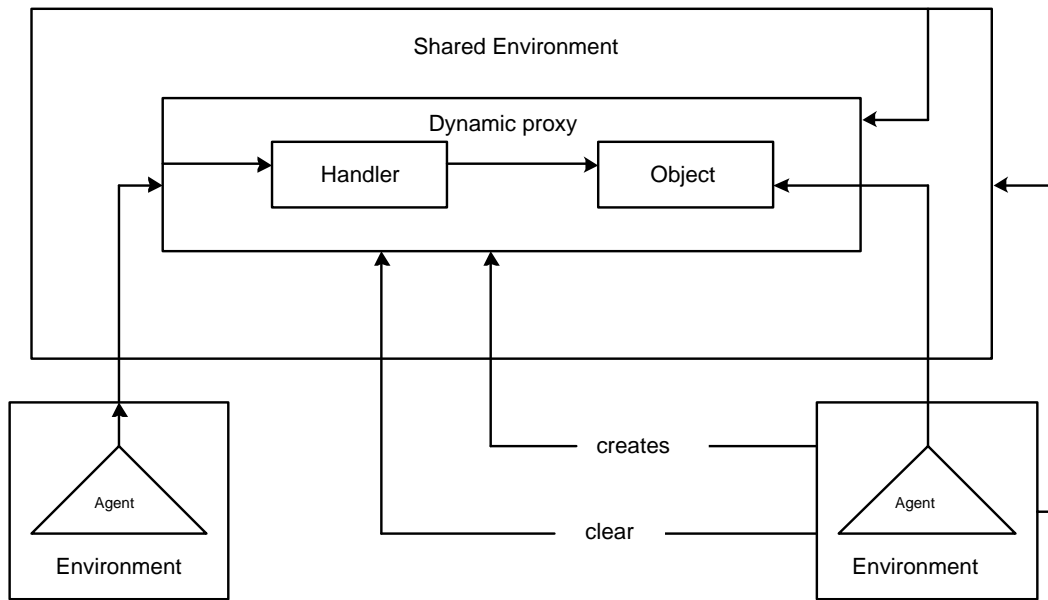 Shared Environment
Dynamic proxy
Handler
Object
creates
Agent
Agent
clear
Environment
Environment